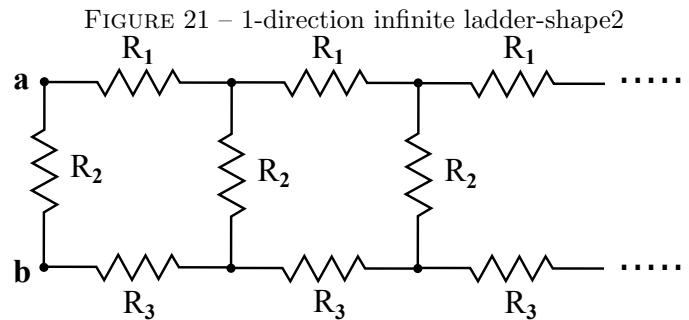 FIGURE 21 – 1-direction infinite ladder-shape2
R1 R1 R1
a
R2 R2 R2
b
R3 R3 R3